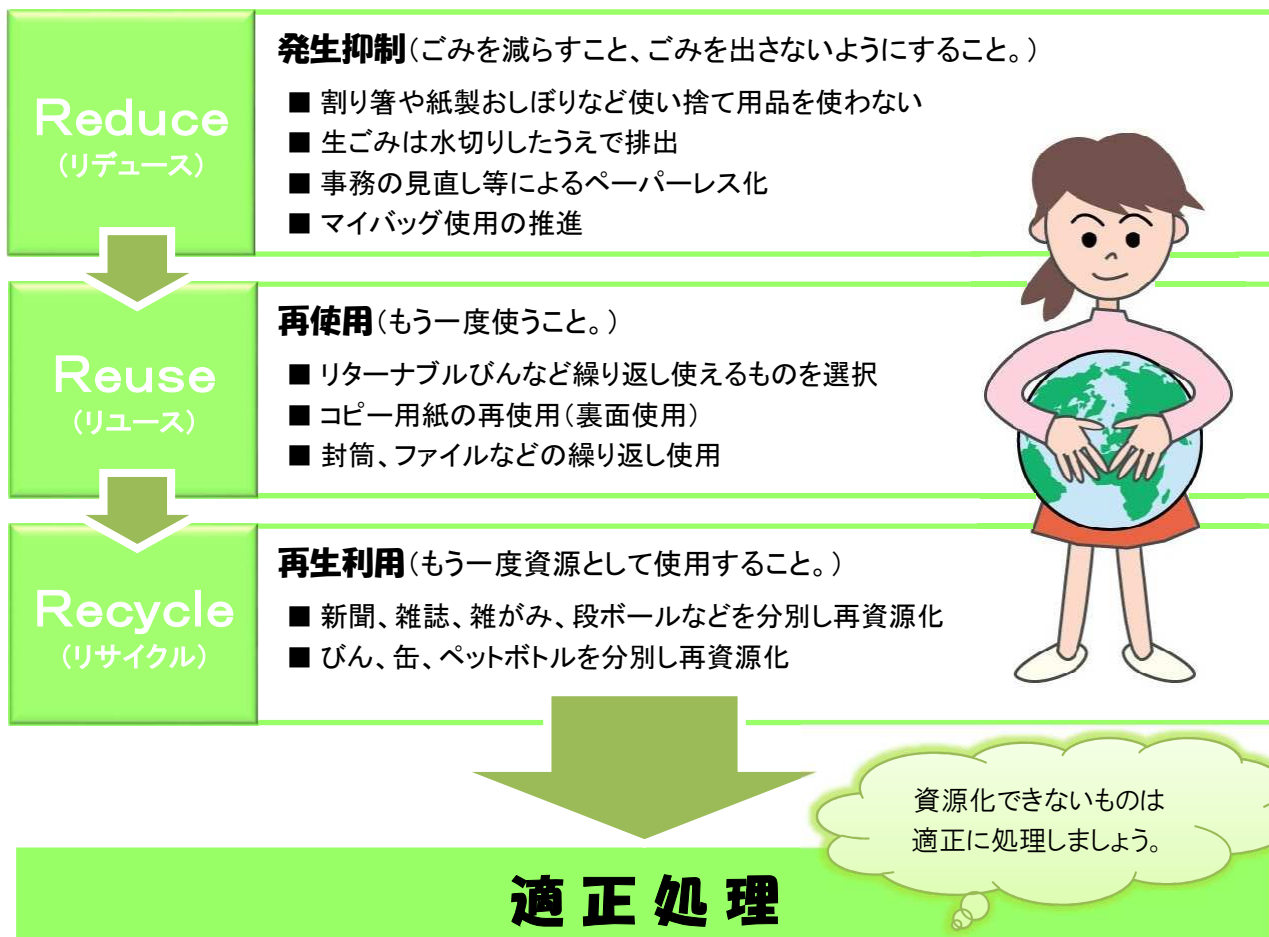 Reduce
(リデュース)
発生抑制(ごみを減らすこと、ごみを出さないようにすること。)
■ 割り箸や紙製おしぼりなど使い捨て用品を使わない
■ 生ごみは水切りしたうえで排出
■ 事務の見直し等によるペーパーレス化
■ マイバッグ使用の推進
Reuse
(リユース)
再使用(もう一度使うこと。)
■ リターナブルびんなど繰り返し使えるものを選択
■ コピー用紙の再使用(裏面使用)
■ 封筒、ファイルなどの繰り返し使用
Recycle
(リサイクル)
再生利用(もう一度資源として使用すること。)
■ 新聞、雑誌、雑がみ、段ボールなどを分別し再資源化
■ びん、缶、ペットボトルを分別し再資源化
資源化できないものは
適正に処理しましょう。
適正処理